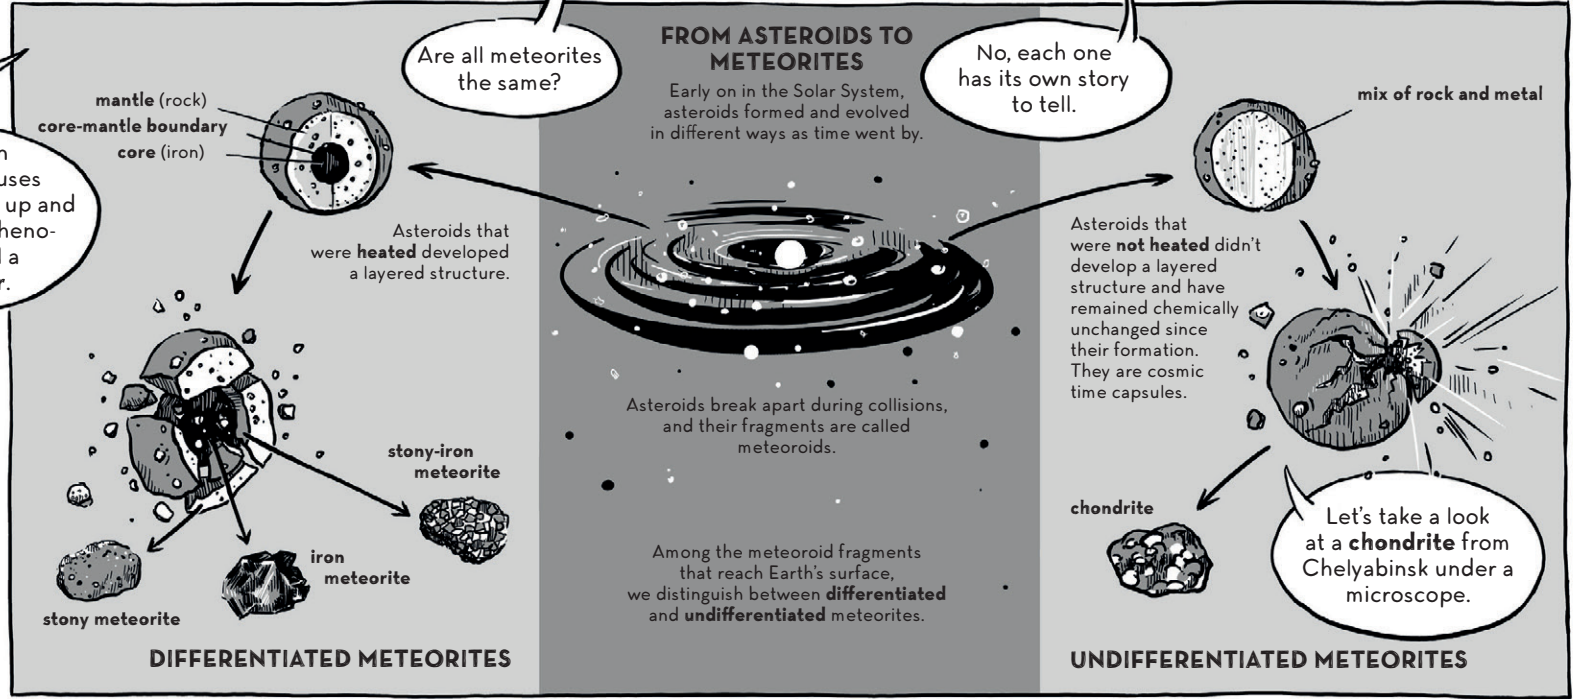 uses
up and
heno-
a
r.
Are all meteorites
the same?
FROM ASTEROIDS TO
METEORITES
Early on in the Solar System,
asteroids formed and evolved
in different ways as time went by.
No, each one
has its own story
to tell.
mantle (rock)
core-mantle boundary
core (iron)
Asteroids that
were heated developed
a layered structure.
stony-iron
meteorite
iron
meteorite
stony meteorite
DIFFERENTIATED METEORITES
Asteroids break apart during collisions,
and their fragments are called
meteoroids.
Among the meteoroid fragments
that reach Earth's surface,
we distinguish between differentiated
and undifferentiated meteorites.
mix of rock and metal
Asteroids that
were not heated didn't
develop a layered
structure and have
remained chemically
unchanged since
their formation.
They are cosmic
time capsules.
chondrite
Let's take a look
at a chondrite from
Chelyabinsk under a
microscope.
UNDIFFERENTIATED METEORITES